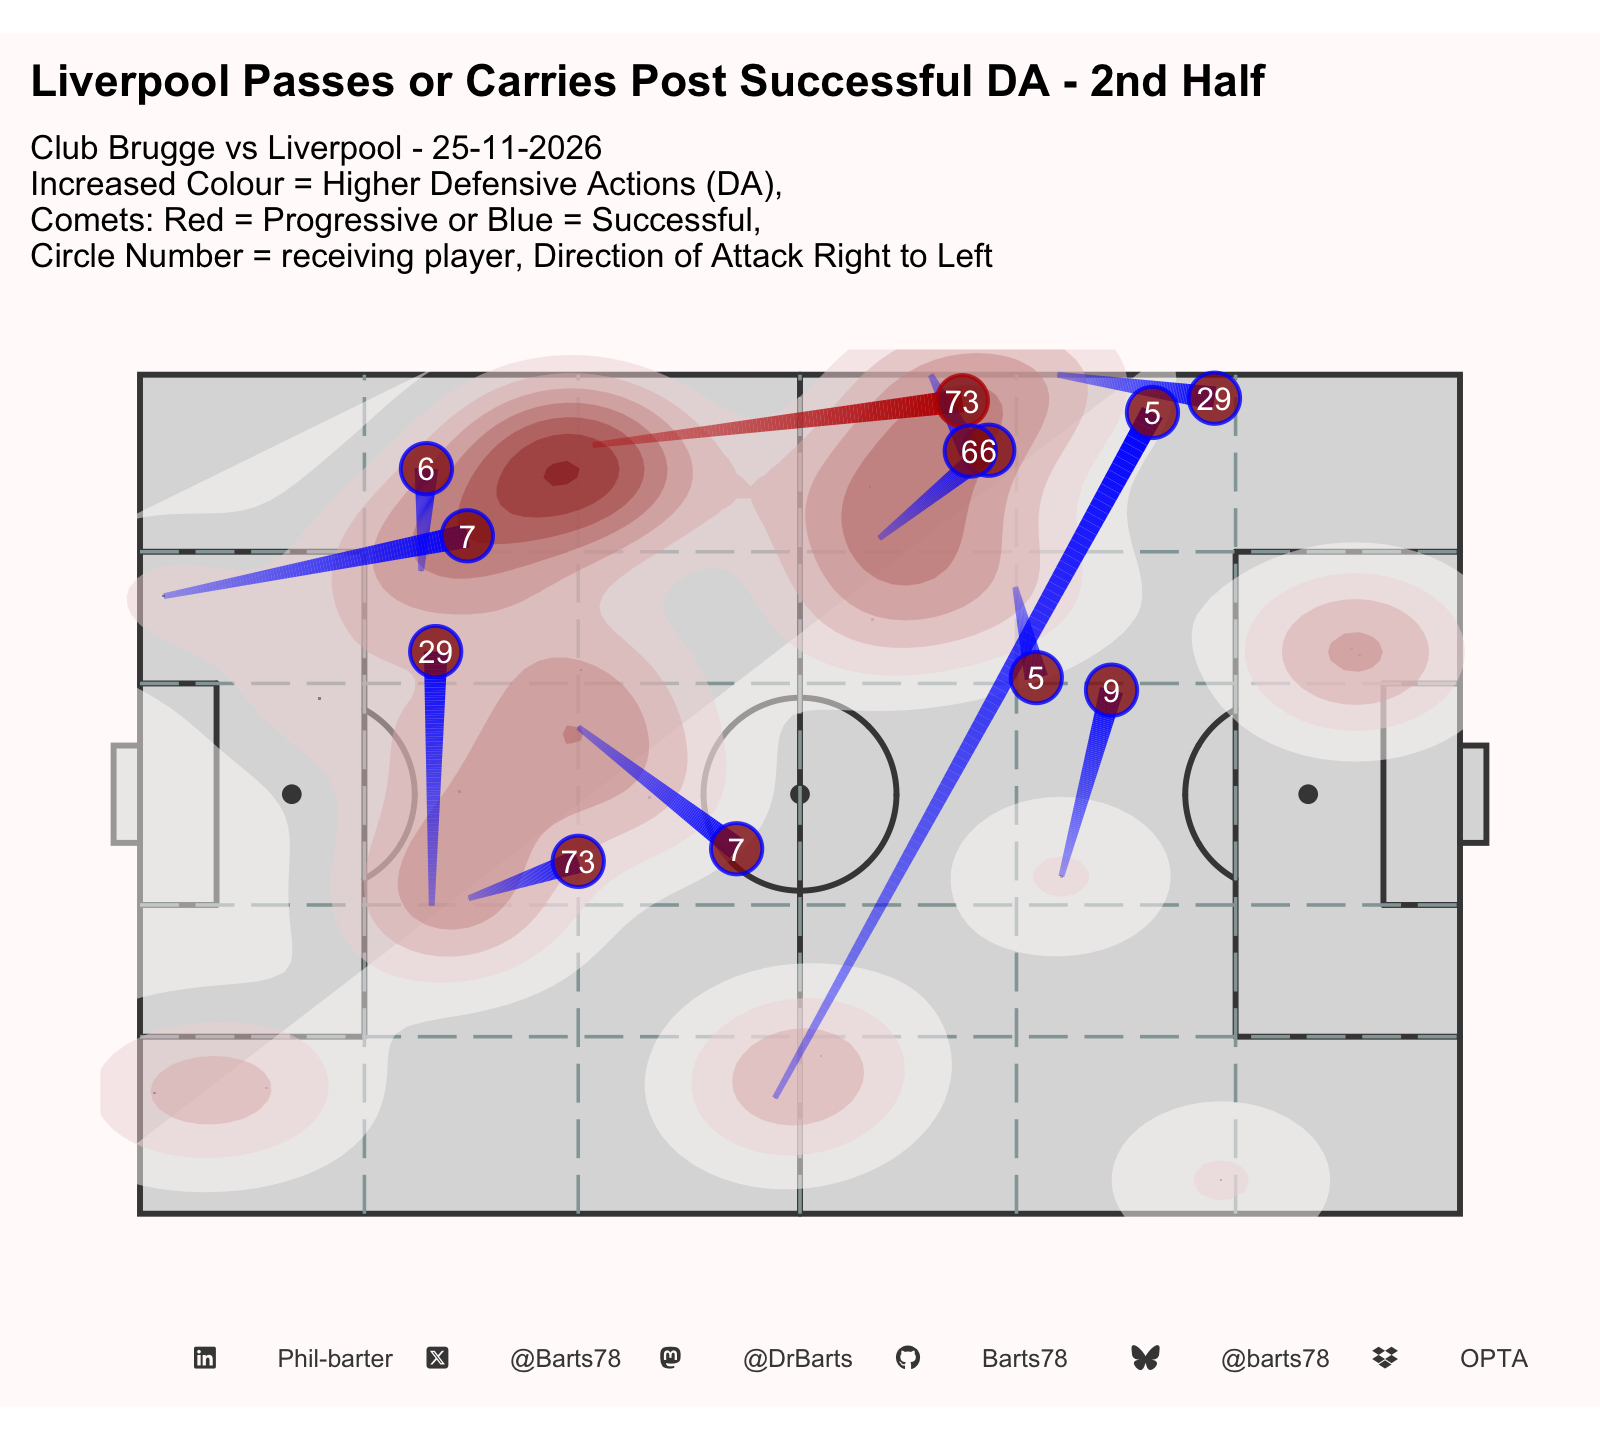 Liverpool Passes or Carries Post Successful DA - 2nd Half
Club Brugge vs Liverpool - 25-11-2026
Increased Colour = Higher Defensive Actions (DA),
Comets: Red = Progressive or Blue = Successful,
Circle Number = receiving player, Direction of Attack Right to Left
73
5
29
6
66
7
29
5
9
7
73
Phil-barter @Barts78 @DrBarts Barts78 @barts78 OPTA